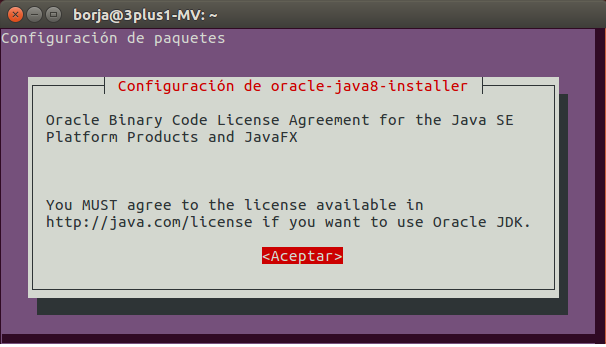 borja@3plus1-MV: ~
Configuración de paquetes
Configuración de oracle-java8-installer
Oracle Binary Code License Agreement for the Java SE
Platform Products and JavaFX
You MUST agree to the license available in
http://java.com/license if you want to use Oracle JDK.
<Aceptar>